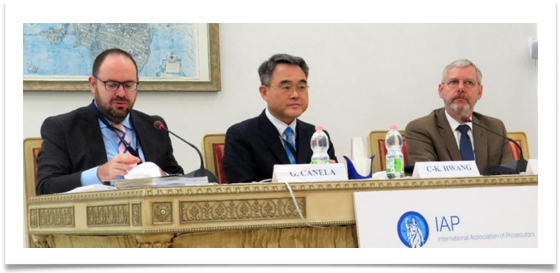 G. CANELA
C-K. HWANG
IAP
International Association of Prosecutors